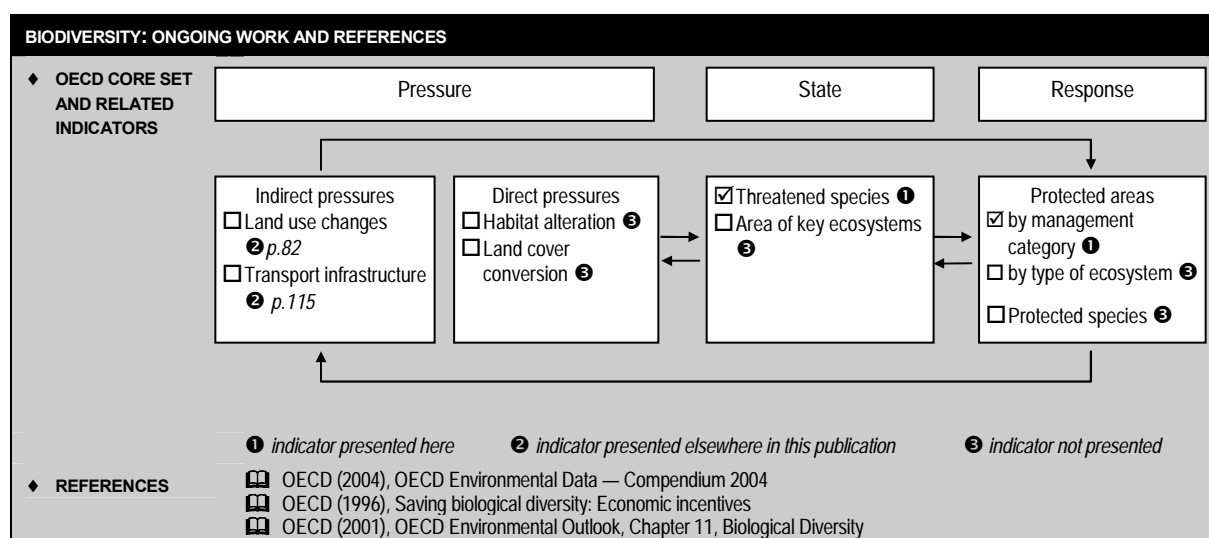 BIODIVERSITY: ONGOING WORK AND REFERENCES
♦ OECD CORE SET
AND RELATED
INDICATORS
Pressure
State
Response
Indirect pressures
☐ Land use changes
❷ p.82
☐ Transport infrastructure
❷ p.115
Direct pressures
☐ Habitat alteration ❸
☐ Land cover
conversion ❸
☑ Threatened species ❶
☐ Area of key ecosystems
❸
Protected areas
☑ by management
category ❶
☐ by type of ecosystem ❸
☐ Protected species ❸
❶ indicator presented here ❷ indicator presented elsewhere in this publication ❸ indicator not presented
♦ REFERENCES
🕮 OECD (2004), OECD Environmental Data — Compendium 2004
🕮 OECD (1996), Saving biological diversity: Economic incentives
🕮 OECD (2001), OECD Environmental Outlook, Chapter 11, Biological Diversity